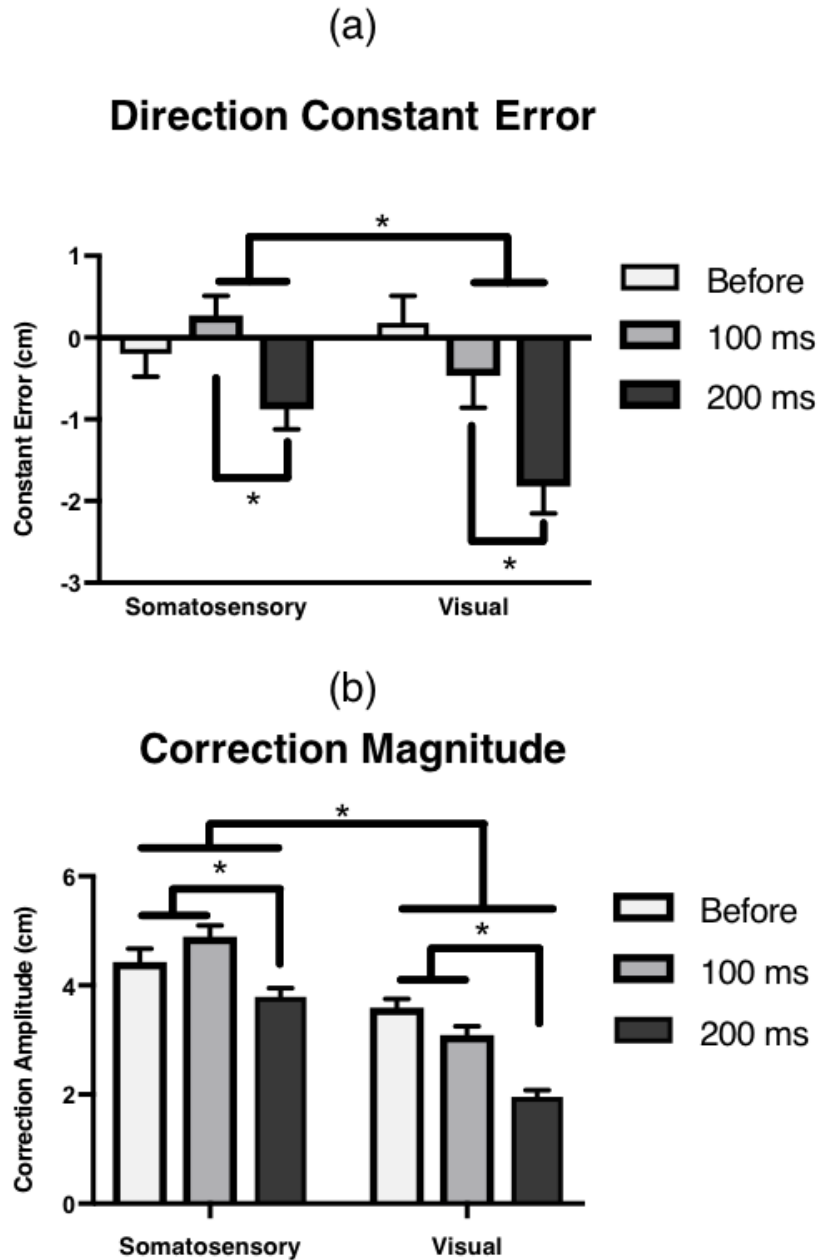 (a)
Direction Constant Error
*
1
0
-1
-2
-3
Constant Error (cm)
*
*
Somatosensory
Visual
Before
100 ms
200 ms
(b)
Correction Magnitude
*
*
*
6
4
2
0
Correction Amplitude (cm)
Somatosensory
Visual
Before
100 ms
200 ms